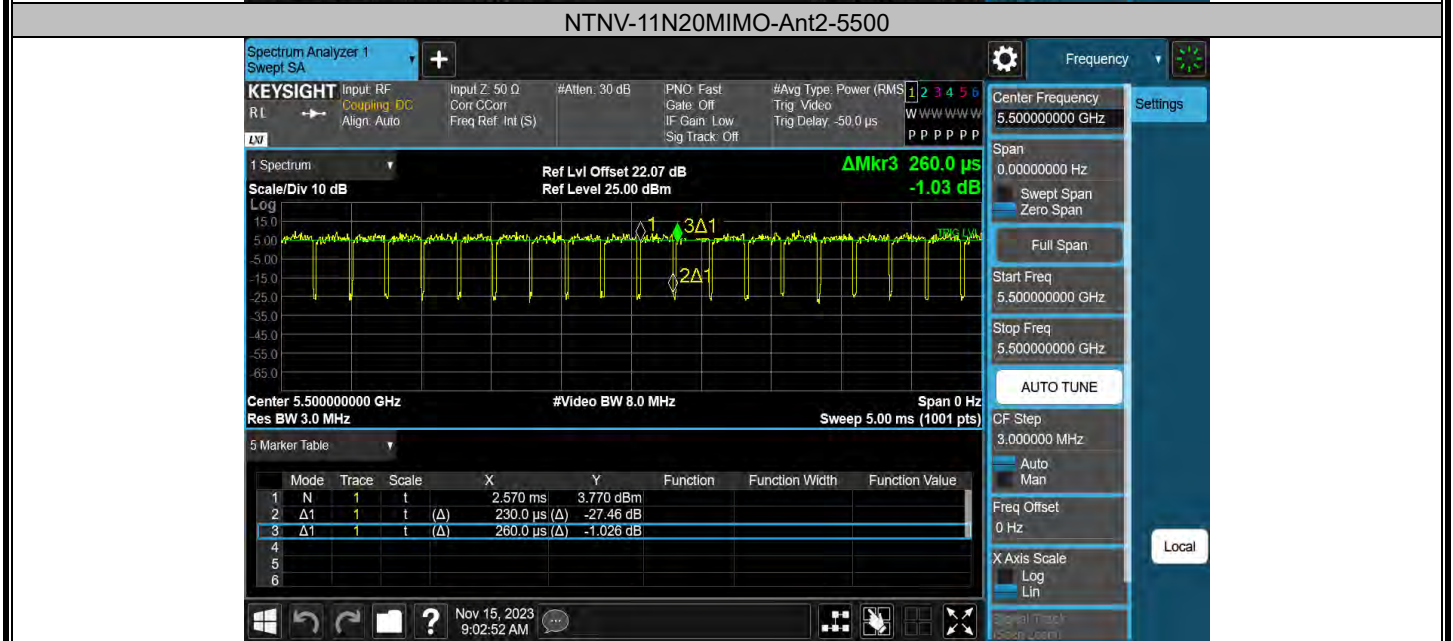 NTNV-11N20MIMO-Ant2-5500
Spectrum Analyzer 1
Swept SA
+
Frequency
KEYSIGHT Input: RF Input Z: 50 Ω #Atten: 30 dB PNO: Fast #Avg Type: Power (RMS 1 2 3 4 5 6
RL Coupling: DC Corr CCorr Gate: Off Trig: Video W W W W W W
Align: Auto Freq Ref: Int (S) IF Gain: Low Trig Delay: -50.0 µs
LXI Sig Track: Off P P P P P P
1 Spectrum
Ref Lvl Offset 22.07 dB
ΔMkr3 260.0 µs
Scale/Div 10 dB Ref Level 25.00 dBm -1.03 dB
Log
15.0
5.00
-5.00
-15.0
-25.0
-35.0
-45.0
-55.0
-65.0
1
3Δ1
2Δ1
TRIG LVL
Center 5.500000000 GHz #Video BW 8.0 MHz Span 0 Hz
Res BW 3.0 MHz Sweep 5.00 ms (1001 pts)
5 Marker Table
Mode Trace Scale X Y Function Function Width Function Value
1 N 1 t 2.570 ms 3.770 dBm
2 Δ1 1 t (Δ) 230.0 µs (Δ) -27.46 dB
3 Δ1 1 t (Δ) 260.0 µs (Δ) -1.026 dB
4
5
6
?
Nov 15, 2023
9:02:52 AM
Center Frequency
5.500000000 GHz
Settings
Span
0.00000000 Hz
Swept Span
Zero Span
Full Span
Start Freq
5.500000000 GHz
Stop Freq
5.500000000 GHz
AUTO TUNE
CF Step
3.000000 MHz
Auto
Man
Freq Offset
0 Hz
X Axis Scale
Log
Lin
Local